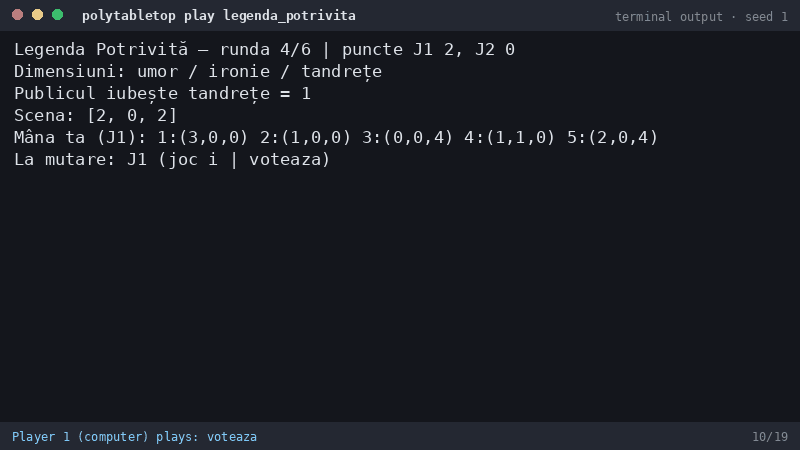 polytabletop play legenda_potrivita
terminal output · seed 1
Legenda Potrivită — runda 4/6 | puncte J1 2, J2 0
Dimensiuni: umor / ironie / tandrețe
Publicul iubește tandrețe = 1
Scena: [2, 0, 2]
Mâna ta (J1): 1:(3,0,0) 2:(1,0,0) 3:(0,0,4) 4:(1,1,0) 5:(2,0,4)
La mutare: J1 (joc i | voteaza)
Player 1 (computer) plays: voteaza
10/19